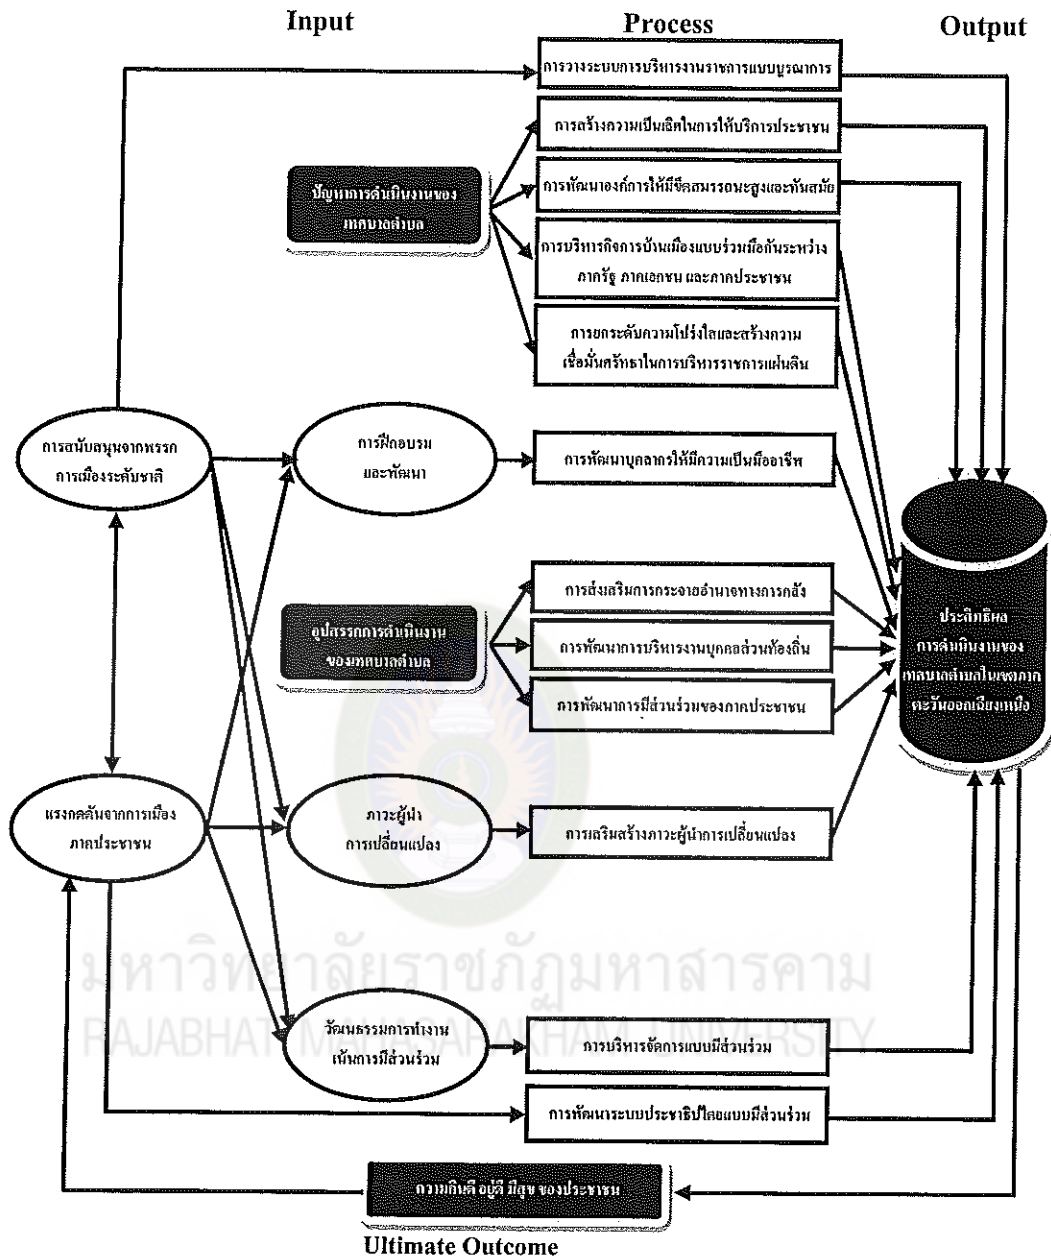 Input
Process
Output
การวางระบบการบริหารงานราชการแบบบูรณาการ
การสร้างความเป็นเลิศในการให้บริการประชาชน
ปัญหาการดำเนินงานของ
เทศบาลตำบล
การพัฒนาองค์การให้มีขีดสมรรถนะสูงและทันสมัย
การบริหารกิจการบ้านเมืองแบบร่วมมือกันระหว่าง
ภาครัฐ ภาคเอกชน และภาคประชาชน
การยกระดับความโปร่งใสและสร้างความ
เชื่อมั่นศรัทธาในการบริหารราชการแผ่นดิน
การสนับสนุนจากพรรค
การเมืองระดับชาติ
การฝึกอบรม
และพัฒนา
การพัฒนาบุคลากรให้มีความเป็นมืออาชีพ
อุปสรรคการดำเนินงาน
ของเทศบาลตำบล
การส่งเสริมการกระจายอำนาจทางการคลัง
การพัฒนาการบริหารงานบุคคลส่วนท้องถิ่น
การพัฒนาการมีส่วนร่วมของภาคประชาชน
ประสิทธิผล
การดำเนินงานของ
เทศบาลตำบลในเขตภาค
ตะวันออกเฉียงเหนือ
แรงกดดันจากการเมือง
ภาคประชาชน
ภาวะผู้นำ
การเปลี่ยนแปลง
การเสริมสร้างภาวะผู้นำการเปลี่ยนแปลง
มหาวิทยาลัยราชภัฏมหาสารคาม
RAJABHAT MAHASARAKHAM UNIVERSITY
วัฒนธรรมการทำงาน
เน้นการมีส่วนร่วม
การบริหารจัดการแบบมีส่วนร่วม
การพัฒนาระบบประชาธิปไตยแบบมีส่วนร่วม
ความกินดี อยู่ดี มีสุข ของประชาชน
Ultimate Outcome